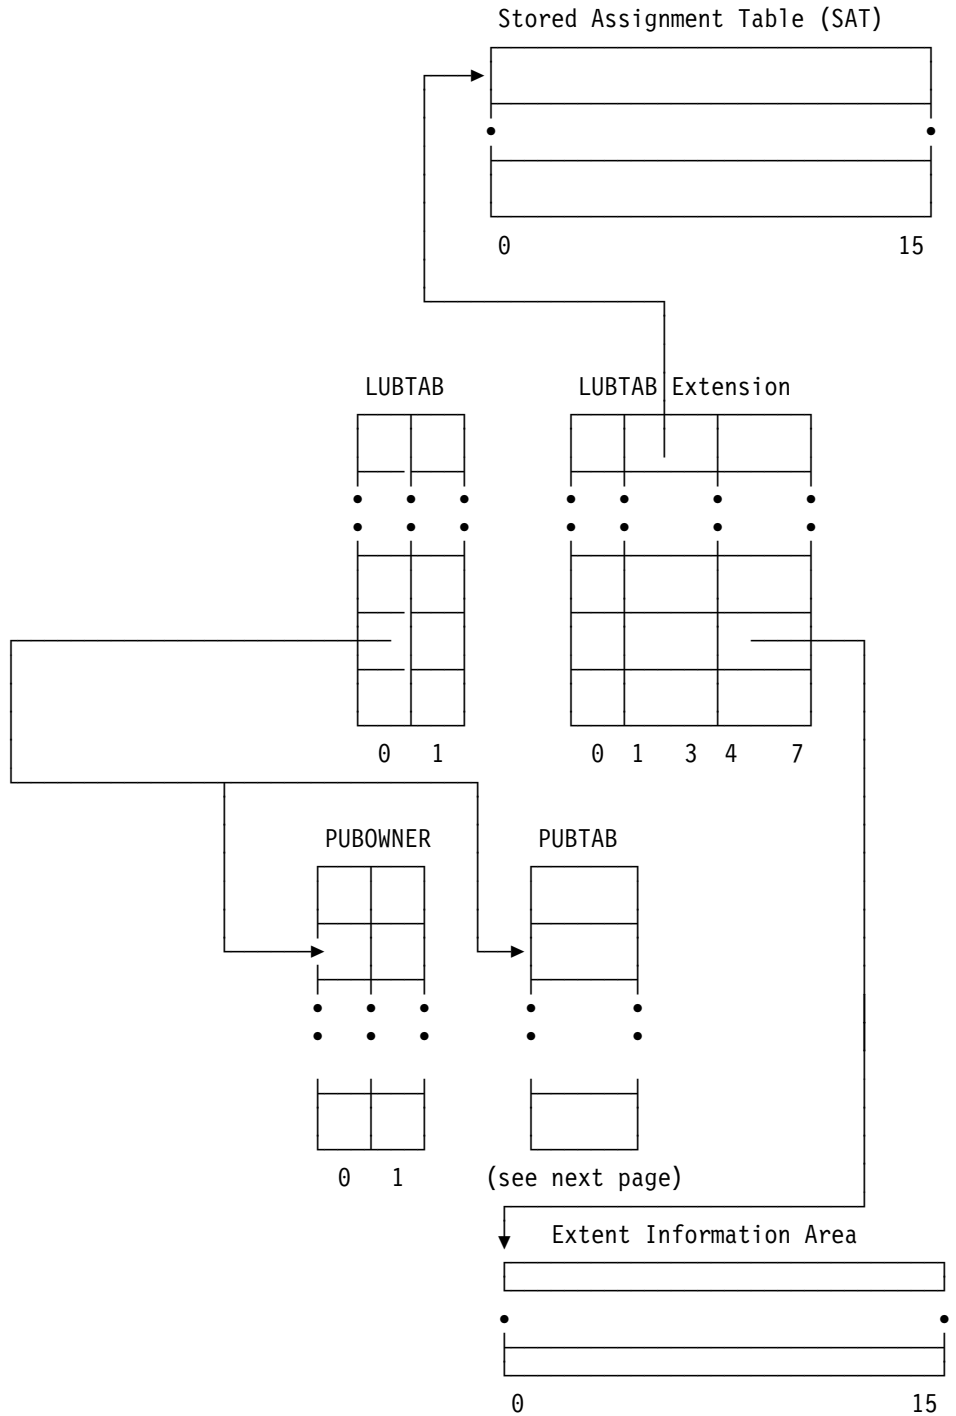 Stored Assignment Table (SAT)
0 15
LUBTAB LUBTAB Extension
0 1 0 1 3 4 7
PUBOWNER PUBTAB
0 1 (see next page)
Extent Information Area
0 15